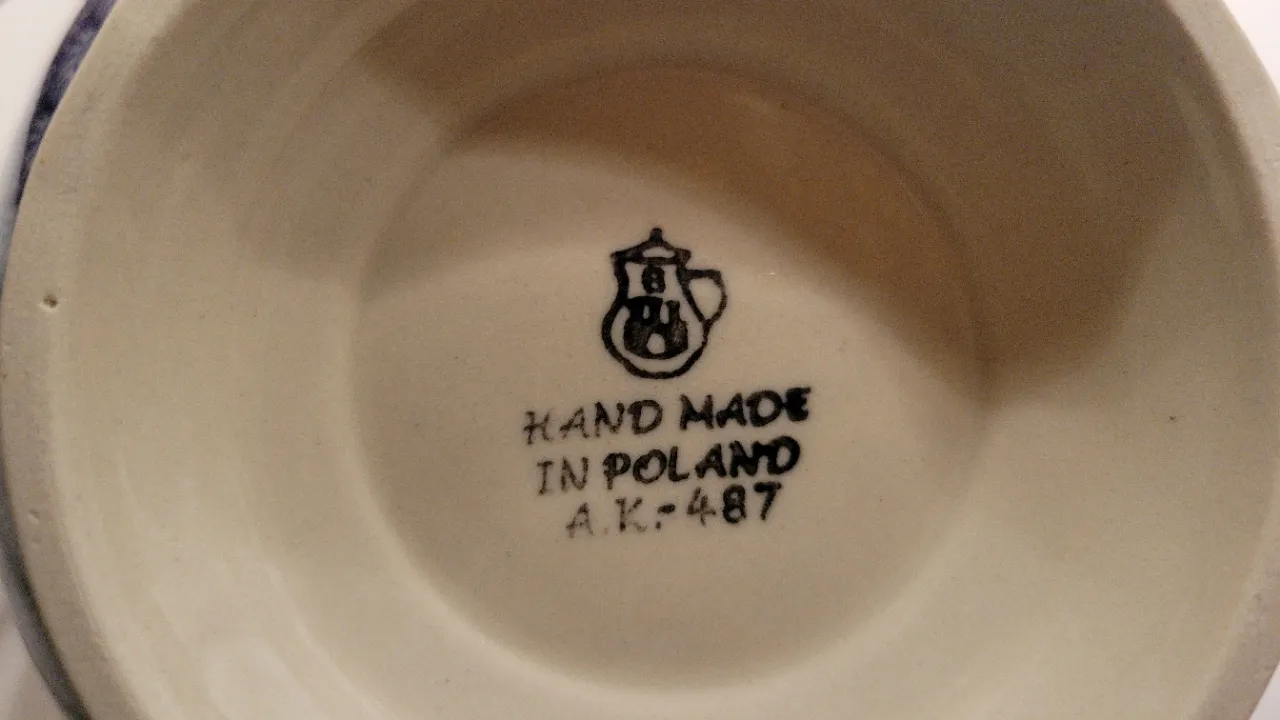 B
HAND MADE
IN POLAND
A.K.-487